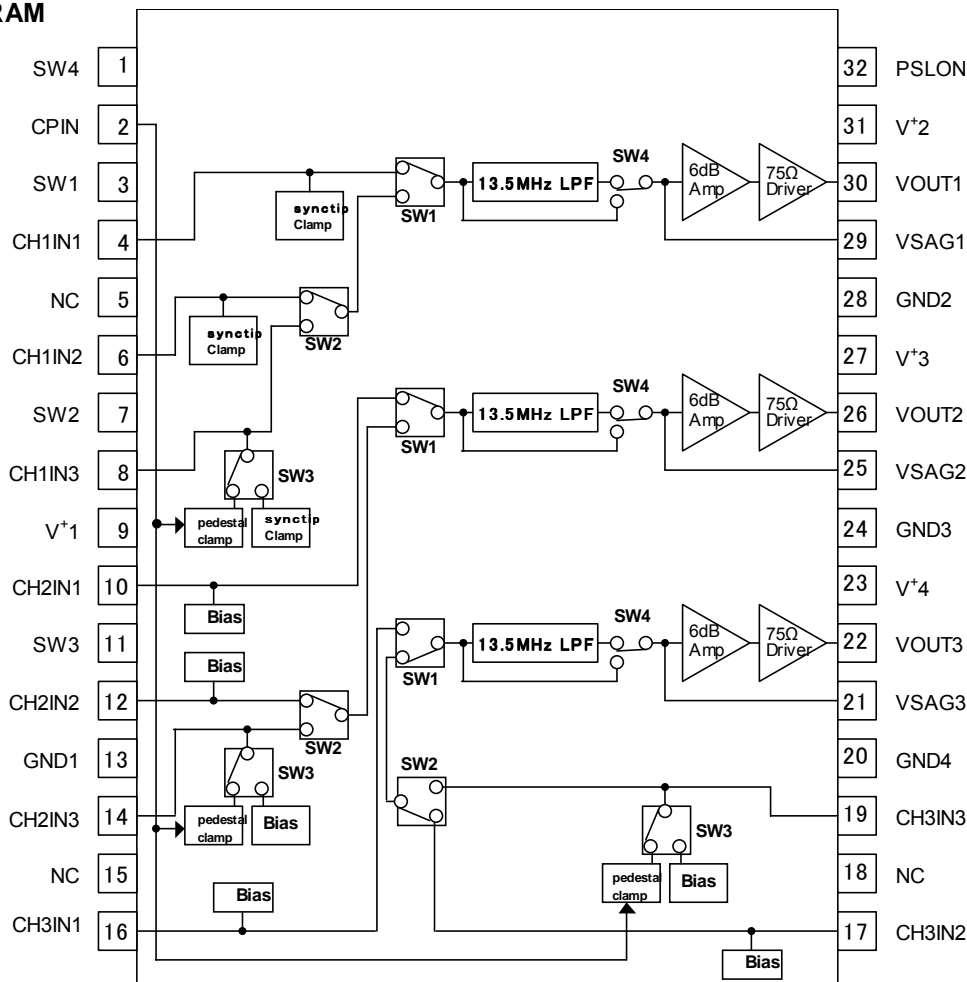 RAM
SW4 1
CPIN 2
SW1 3
CH1IN1 4
NC 5
CH1IN2 6
SW2 7
CH1IN3 8
V+1 9
CH2IN1 10
SW3 11
CH2IN2 12
GND1 13
CH2IN3 14
NC 15
CH3IN1 16
synctip
Clamp
SW1
13.5MHz LPF
SW4
6dB
Amp
75Ω
Driver
synctip
Clamp
SW2
SW3
pedestal
clamp
synctip
Clamp
SW1
13.5MHz LPF
SW4
6dB
Amp
75Ω
Driver
Bias
Bias
SW2
SW3
pedestal
clamp
Bias
SW1
13.5MHz LPF
SW4
6dB
Amp
75Ω
Driver
SW2
SW3
pedestal
clamp
Bias
Bias
Bias
32 PSLON
31 V+2
30 VOUT1
29 VSAG1
28 GND2
27 V+3
26 VOUT2
25 VSAG2
24 GND3
23 V+4
22 VOUT3
21 VSAG3
20 GND4
19 CH3IN3
18 NC
17 CH3IN2